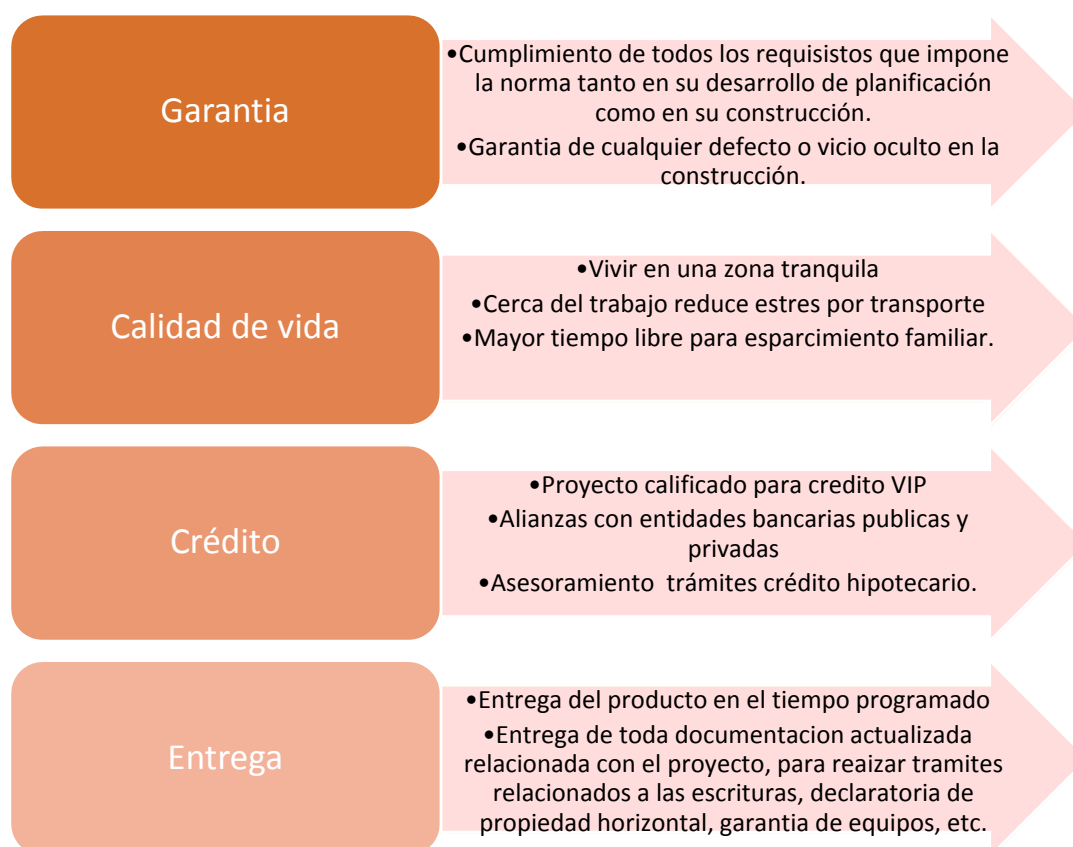 Garantia
•Cumplimiento de todos los requisistos que impone
la norma tanto en su desarrollo de planificación
como en su construcción.
•Garantia de cualquier defecto o vicio oculto en la
construcción.
Calidad de vida
•Vivir en una zona tranquila
•Cerca del trabajo reduce estres por transporte
•Mayor tiempo libre para esparcimiento familiar.
Crédito
•Proyecto calificado para credito VIP
•Alianzas con entidades bancarias publicas y
privadas
•Asesoramiento  trámites crédito hipotecario.
Entrega
•Entrega del producto en el tiempo programado
•Entrega de toda documentacion actualizada
relacionada con el proyecto, para reaizar tramites
relacionados a las escrituras, declaratoria de
propiedad horizontal, garantia de equipos, etc.